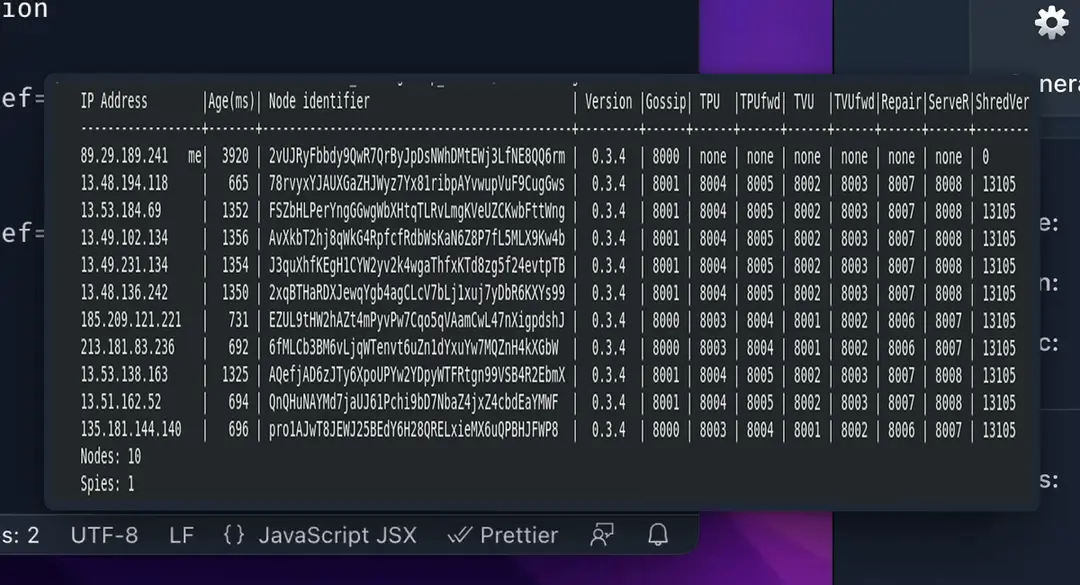 ion
nera
IP Address |Age(ms)| Node identifier | Version |Gossip| TPU |TPUfwd| TVU |TVUfwd|Repair|ServeR|ShredVer
------------------+-------+----------------------------------------------+---------+------+------+------+------+------+------+------+--------
89.29.189.241 me| 3920 | 2vUJRyFbbdy9QwR7QrByJpDsNWhDMtEWj3LfNE8QQ6rm | 0.3.4 | 8000 | none | none | none | none | none | none | 0
13.48.194.118 | 665 | 78rvyxYJAUXGaZHJWyz7Yx81ribpAYvwupVuF9CugGws | 0.3.4 | 8001 | 8004 | 8005 | 8002 | 8003 | 8007 | 8008 | 13105
13.53.184.69 | 1352 | FSZbHLPerYngGGwgWbXHtqTLRvLmgKVeUZCKwbFttWng | 0.3.4 | 8001 | 8004 | 8005 | 8002 | 8003 | 8007 | 8008 | 13105
13.49.102.134 | 1356 | AvXkbT2hj8qWkG4RpfcfRdbWsKaN6Z8P7fL5MLX9Kw4b | 0.3.4 | 8001 | 8004 | 8005 | 8002 | 8003 | 8007 | 8008 | 13105
13.49.231.134 | 1354 | J3quXhfKEgH1CYW2yv2k4wgaThfxKTd8zg5f24evtpTB | 0.3.4 | 8001 | 8004 | 8005 | 8002 | 8003 | 8007 | 8008 | 13105
13.48.136.242 | 1350 | 2xqBTHaRDXJewqYgb4agCLcV7bLj1xuj7yDbR6KXYs99 | 0.3.4 | 8001 | 8004 | 8005 | 8002 | 8003 | 8007 | 8008 | 13105
185.209.121.221 | 731 | EZUL9tHW2hAZt4mPyvPw7Cqo5qVAamCwL47nXigpdshJ | 0.3.4 | 8000 | 8003 | 8004 | 8001 | 8002 | 8006 | 8007 | 13105
213.181.83.236 | 692 | 6fMLCb3BM6vLjqWTenvt6uZn1dYxuYw7MQZnH4kXGbW | 0.3.4 | 8000 | 8003 | 8004 | 8001 | 8002 | 8006 | 8007 | 13105
13.53.138.163 | 1325 | AQefjAD6zJTy6XpoUPYw2YDpyWTFRtgn99VSB4R2EbmX | 0.3.4 | 8001 | 8004 | 8005 | 8002 | 8003 | 8007 | 8008 | 13105
13.51.162.52 | 694 | QnQHuNAYMd7jaUJ61Pchi9bD7NbaZ4jxZ4cbdEaYMWF | 0.3.4 | 8001 | 8004 | 8005 | 8002 | 8003 | 8007 | 8008 | 13105
135.181.144.140 | 696 | pro1AJwT8JEWJ25BEdY6H28QRELxieMX6uQPBHJFWP8 | 0.3.4 | 8000 | 8003 | 8004 | 8001 | 8002 | 8006 | 8007 | 13105
Nodes: 10
Spies: 1
ef=
ef=
e:
n:
c:
s:
s: 2 UTF-8 LF {} JavaScript JSX Prettier